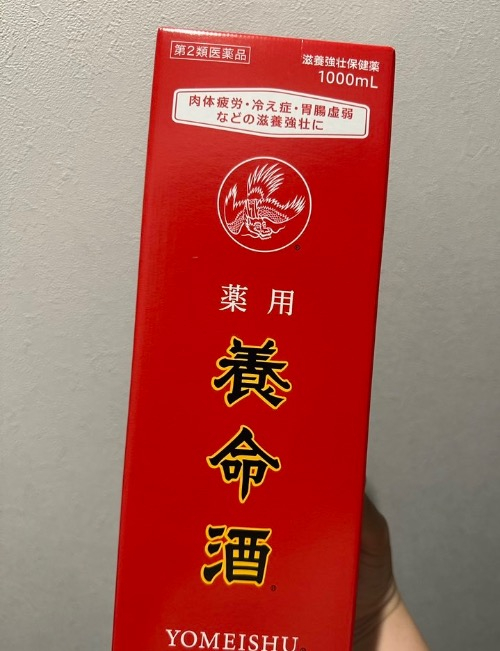 第2類医薬品
滋養強壮保健薬
1000mL
肉体疲労・冷え症・胃腸虚弱
などの滋養強壮に
薬用
養
命
酒
YOMEISHU